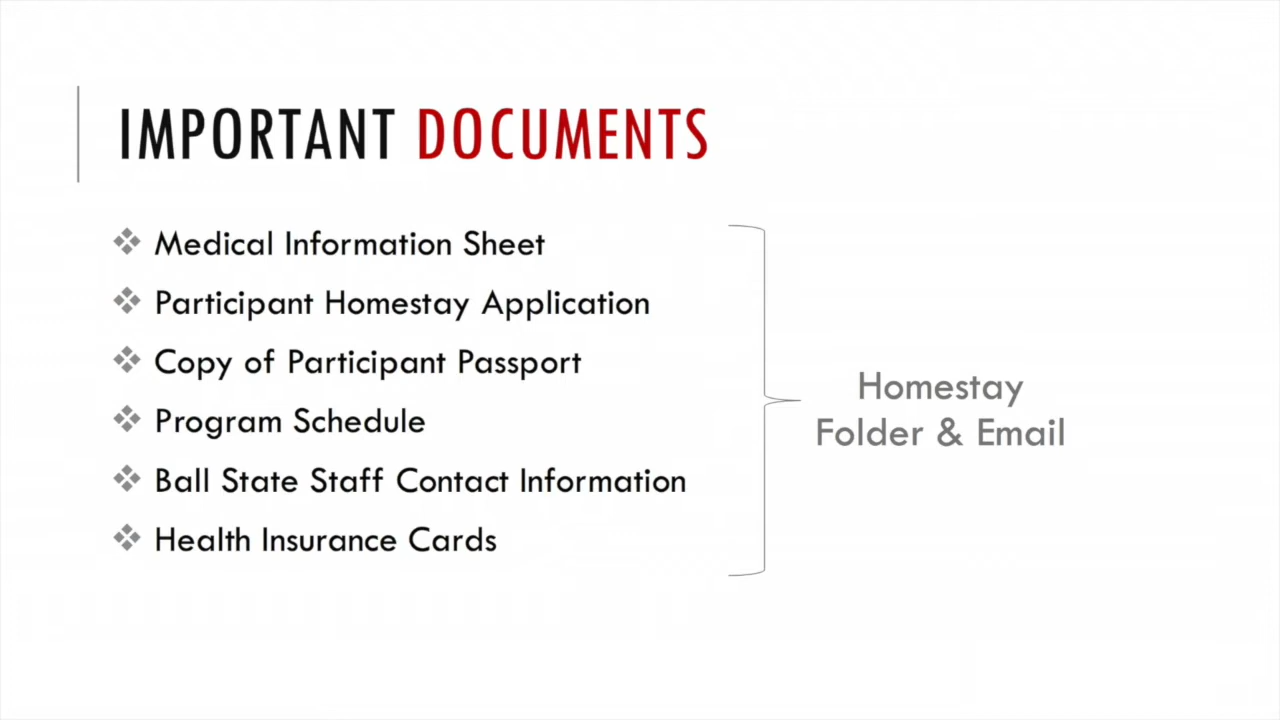 IMPORTANT DOCUMENTS
Medical Information Sheet
Participant Homestay Application
Copy of Participant Passport
Program Schedule
Ball State Staff Contact Information
Health Insurance Cards
Homestay
Folder & Email